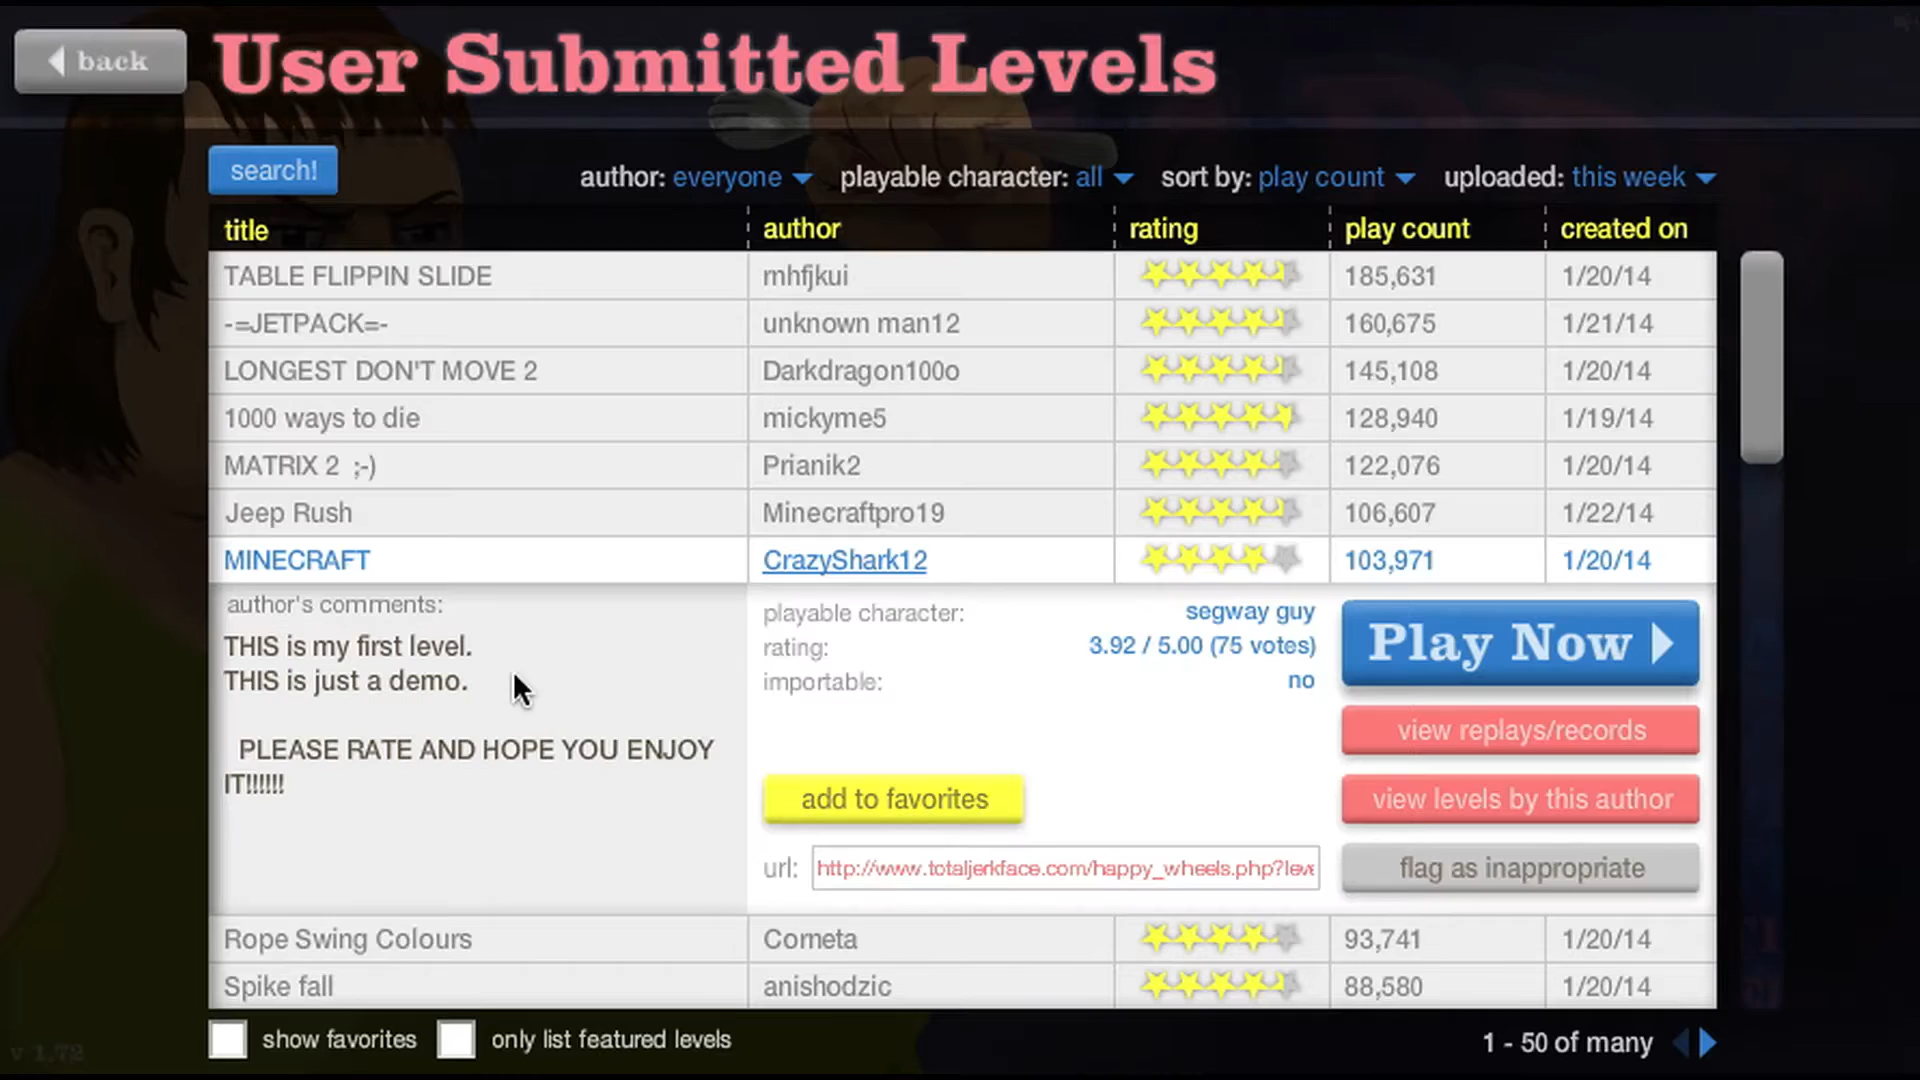 back
User Submitted Levels
search!
author: everyone
playable character: all
sort by: play count
uploaded: this week
title author rating play count created on
TABLE FLIPPIN SLIDE mhfjkui 185,631 1/20/14
-=JETPACK=- unknown man12 160,675 1/21/14
LONGEST DON'T MOVE 2 Darkdragon100o 145,108 1/20/14
1000 ways to die mickyme5 128,940 1/19/14
MATRIX 2 ;-) Prianik2 122,076 1/20/14
Jeep Rush Minecraftpro19 106,607 1/22/14
MINECRAFT CrazyShark12 103,971 1/20/14
author's comments:
THIS is my first level.
THIS is just a demo.
PLEASE RATE AND HOPE YOU ENJOY
IT!!!!!!
playable character: segway guy
rating: 3.92 / 5.00 (75 votes)
importable: no
add to favorites
url: http://www.totaljerkface.com/happy_wheels.php?leve
Play Now
view replays/records
view levels by this author
flag as inappropriate
Rope Swing Colours Cometa 93,741 1/20/14
Spike fall anishodzic 88,580 1/20/14
show favorites
only list featured levels
1 - 50 of many
v 1.72